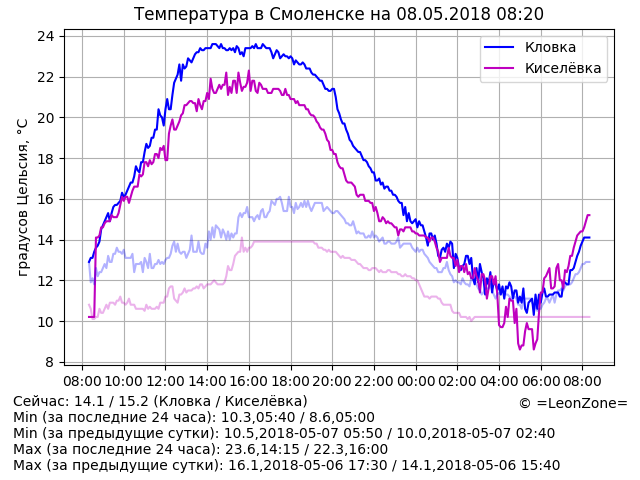 Температура в Смоленске на 08.05.2018 08:20
градусов Цельсия, °C
24
22
20
18
16
14
12
10
8
Кловка
Киселёвка
08:00 10:00 12:00 14:00 16:00 18:00 20:00 22:00 00:00 02:00 04:00 06:00 08:00
Сейчас: 14.1 / 15.2 (Кловка / Киселёвка)
© =LeonZone=
Min (за последние 24 часа): 10.3,05:40 / 8.6,05:00
Min (за предыдущие сутки): 10.5,2018-05-07 05:50 / 10.0,2018-05-07 02:40
Max (за последние 24 часа): 23.6,14:15 / 22.3,16:00
Max (за предыдущие сутки): 16.1,2018-05-06 17:30 / 14.1,2018-05-06 15:40